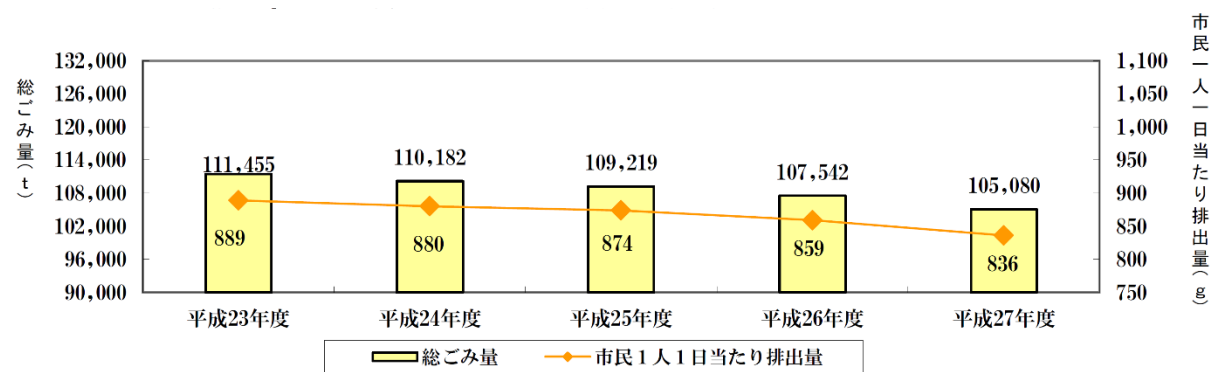 総ごみ量(t)
市民一人一日当たり排出量(g)
132,000
126,000
120,000
114,000
108,000
102,000
96,000
90,000
1,100
1,050
1,000
950
900
850
800
750
111,455
110,182
109,219
107,542
105,080
889
880
874
859
836
平成23年度
平成24年度
平成25年度
平成26年度
平成27年度
総ごみ量
市民1人1日当たり排出量